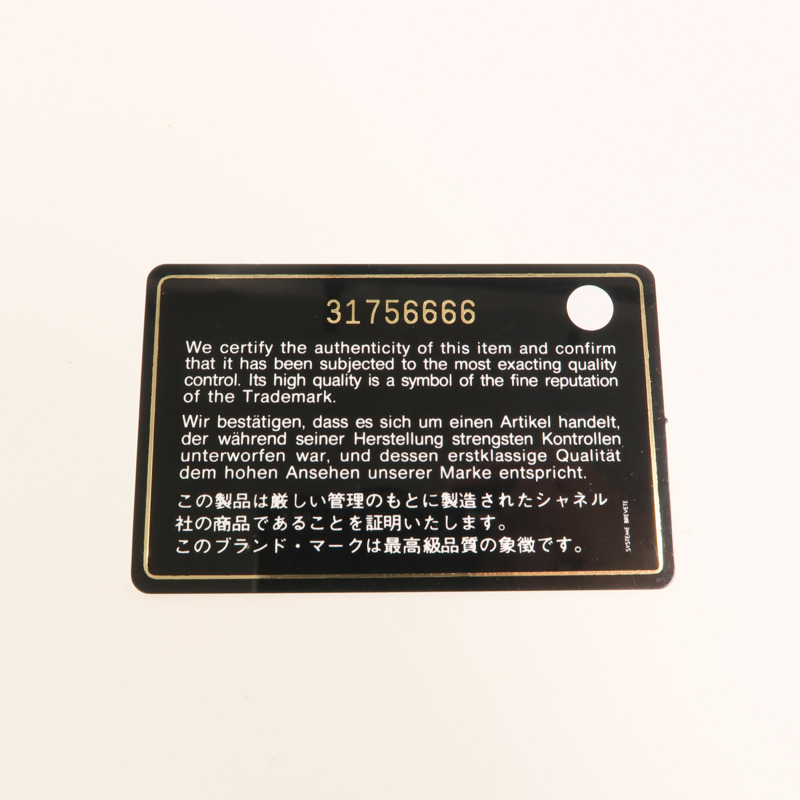 31756666
We certify the authenticity of this item and confirm
that it has been subjected to the most exacting quality
control. Its high quality is a symbol of the fine reputation
of the Trademark.
Wir bestätigen, dass es sich um einen Artikel handelt,
der während seiner Herstellung strengsten Kontrollen
unterworfen war, und dessen erstklassige Qualität
dem hohen Ansehen unserer Marke entspricht.
この製品は厳しい管理のもとに製造されたシャネル
社の商品であることを証明いたします。
このブランド・マークは最高級品質の象徴です。
SYSTEME BREVETE